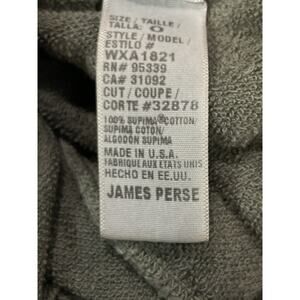 SIZE / TAILLE /
TALLA: O
STYLE / MODEL /
ESTILO #
WXA1821
RN# 95339
CA# 31092
CUT / COUPE /
CORTE #32878
100% SUPIMA® COTTON/
SUPIMA COTON/
ALGODON SUPIMA
MADE IN U.S.A.
FABRIQUE AUX ETATS UNIS
HECHO EN EE.UU.
JAMES PERSE